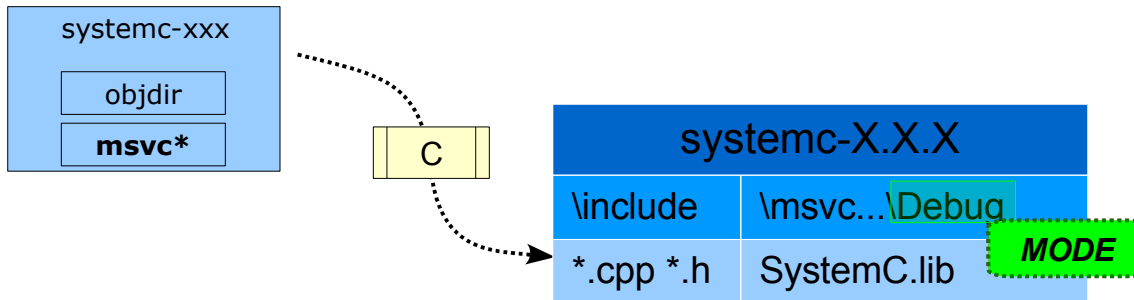 systemc-xxx
objdir
msvc*
C
systemc-X.X.X
\include \msvc...\Debug
MODE
*.cpp *.h SystemC.lib